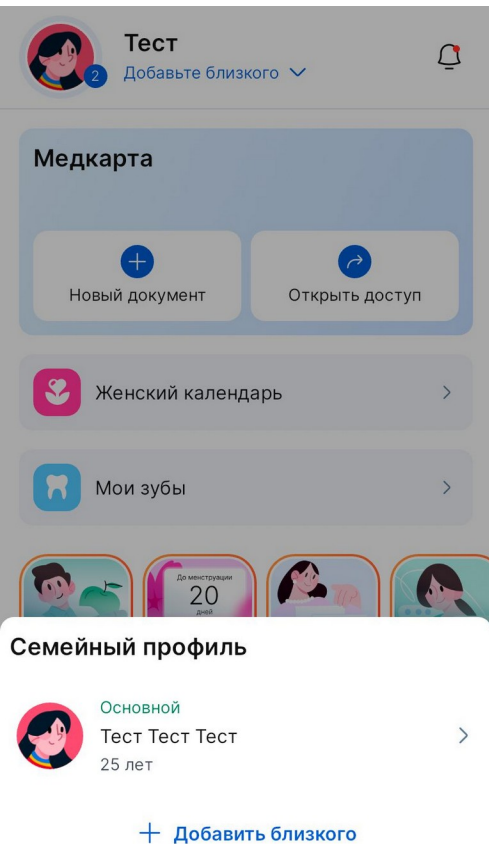 Тест
Добавьте близкого
2
Медкарта
Новый документ
Открыть доступ
Женский календарь
Мои зубы
До менструации
20
дней
Семейный профиль
Основной
Тест Тест Тест
25 лет
Добавить близкого